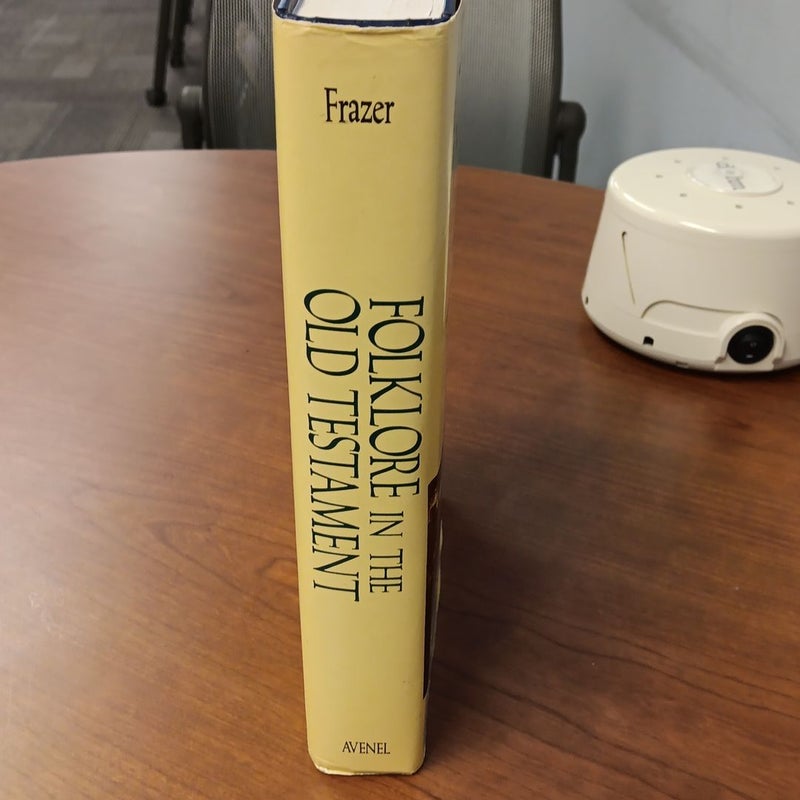 Frazer
FOLKLORE IN THE
OLD TESTAMENT
AVENEL